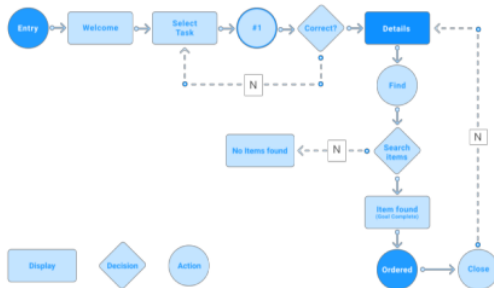 Entry
Welcome
Select
Task
#1
Correct?
Details
N
Find
N
No Items found
N
Search
Items
Item found
(Goal Complete)
Ordered
Close
Display
Decision
Action